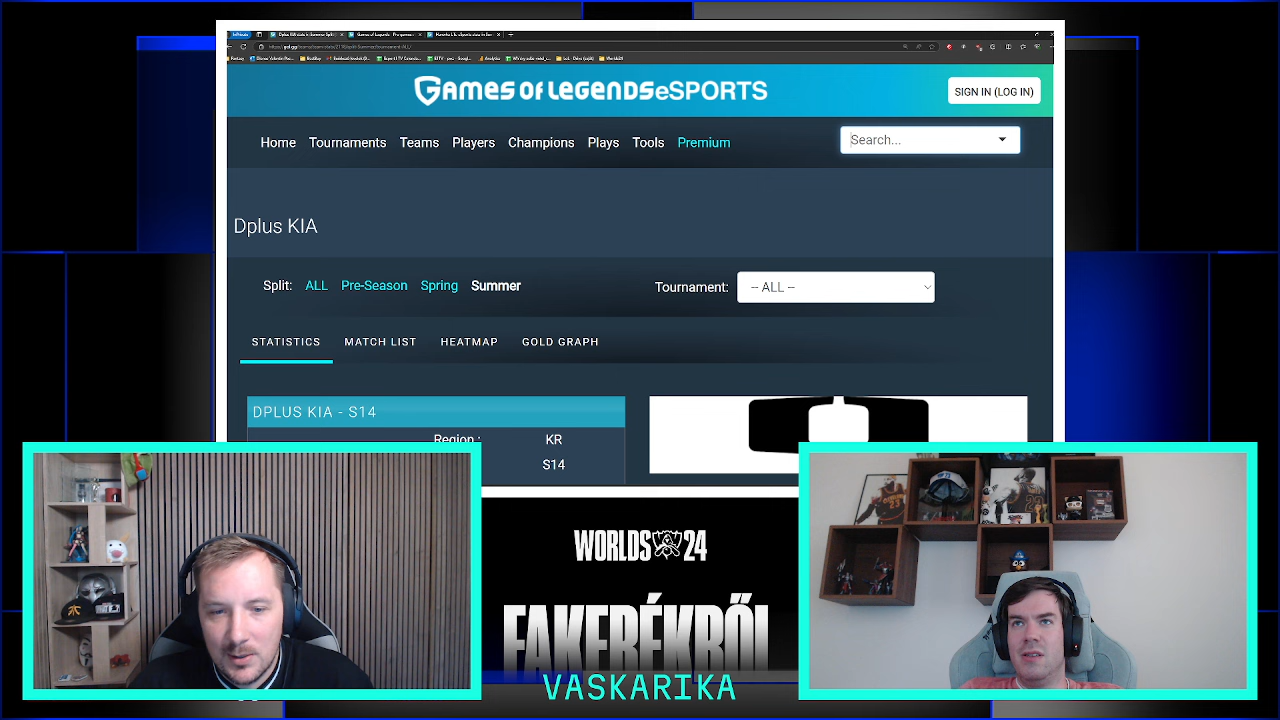 GAMES OF LEGENDS eSPORTS
SIGN IN (LOG IN)
Home Tournaments Teams Players Champions Plays Tools Premium
Search...
Dplus KIA
Split: ALL Pre-Season Spring Summer
Tournament: -- ALL --
STATISTICS MATCH LIST HEATMAP GOLD GRAPH
DPLUS KIA - S14
Region : KR
S14
WORLDS 24
FAKERÉKRŐL
VASKARIKA